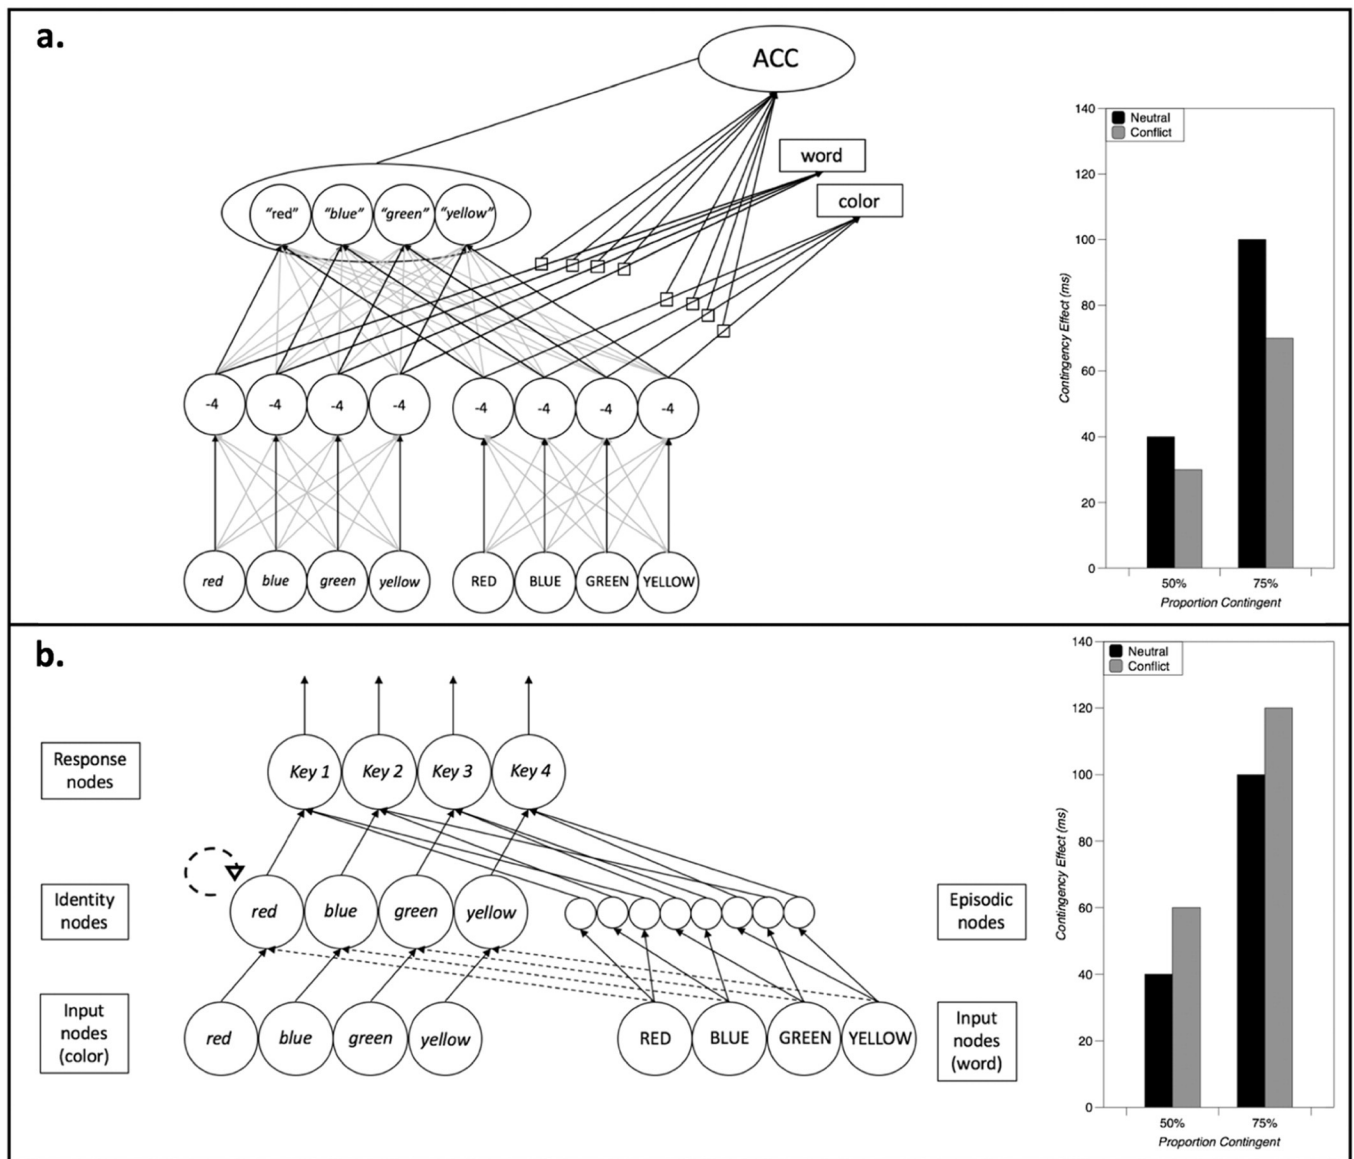 a.
ACC
word
color
“red” “blue” “green” “yellow”
-4 -4 -4 -4 -4 -4 -4 -4
red blue green yellow RED BLUE GREEN YELLOW
Neutral
Conflict
140
120
100
80
60
40
20
0
Contingency Effect (ms)
50% 75%
Proportion Contingent
b.
Response
nodes
Key 1 Key 2 Key 3 Key 4
Identity
nodes
red blue green yellow
Episodic
nodes
Input
nodes
(color)
red blue green yellow
RED BLUE GREEN YELLOW
Input
nodes
(word)
Neutral
Conflict
140
120
100
80
60
40
20
0
Contingency Effect (ms)
50% 75%
Proportion Contingent